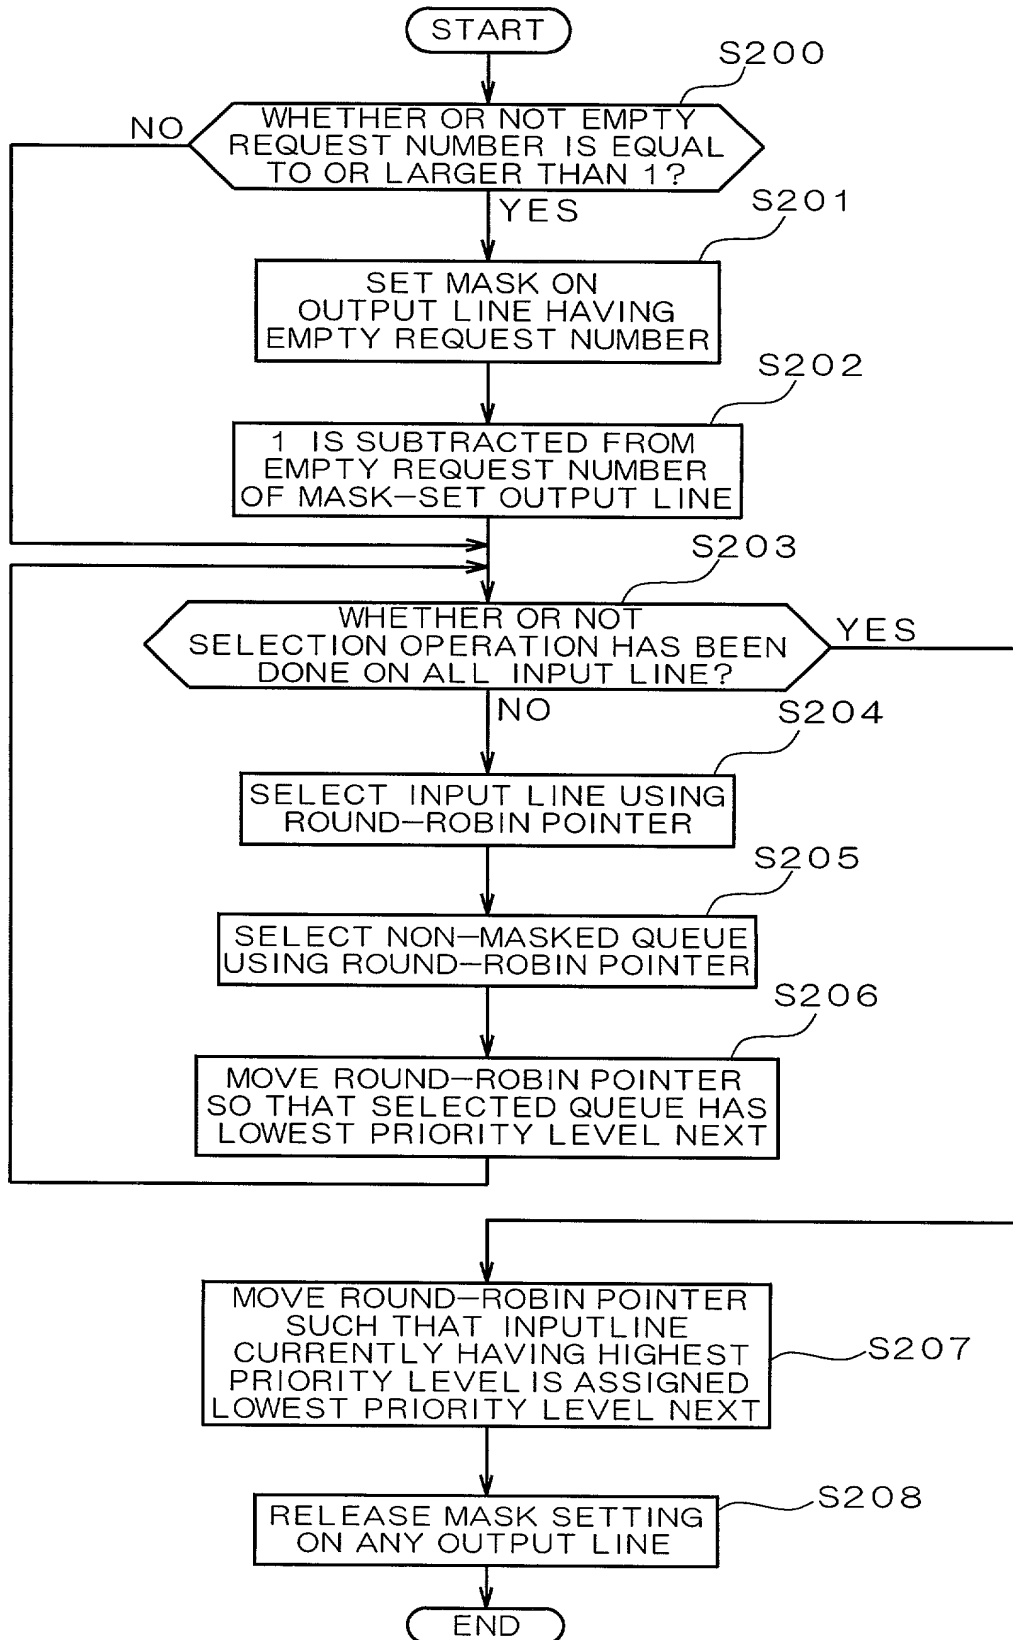 START
S200
WHETHER OR NOT EMPTY
REQUEST NUMBER IS EQUAL
TO OR LARGER THAN 1?
NO
YES
S201
SET MASK ON
OUTPUT LINE HAVING
EMPTY REQUEST NUMBER
S202
1 IS SUBTRACTED FROM
EMPTY REQUEST NUMBER
OF MASK-SET OUTPUT LINE
S203
WHETHER OR NOT
SELECTION OPERATION HAS BEEN
DONE ON ALL INPUT LINE?
YES
NO
S204
SELECT INPUT LINE USING
ROUND-ROBIN POINTER
S205
SELECT NON-MASKED QUEUE
USING ROUND-ROBIN POINTER
S206
MOVE ROUND-ROBIN POINTER
SO THAT SELECTED QUEUE HAS
LOWEST PRIORITY LEVEL NEXT
MOVE ROUND-ROBIN POINTER
SUCH THAT INPUTLINE
CURRENTLY HAVING HIGHEST
PRIORITY LEVEL IS ASSIGNED
LOWEST PRIORITY LEVEL NEXT
S207
RELEASE MASK SETTING
ON ANY OUTPUT LINE
S208
END